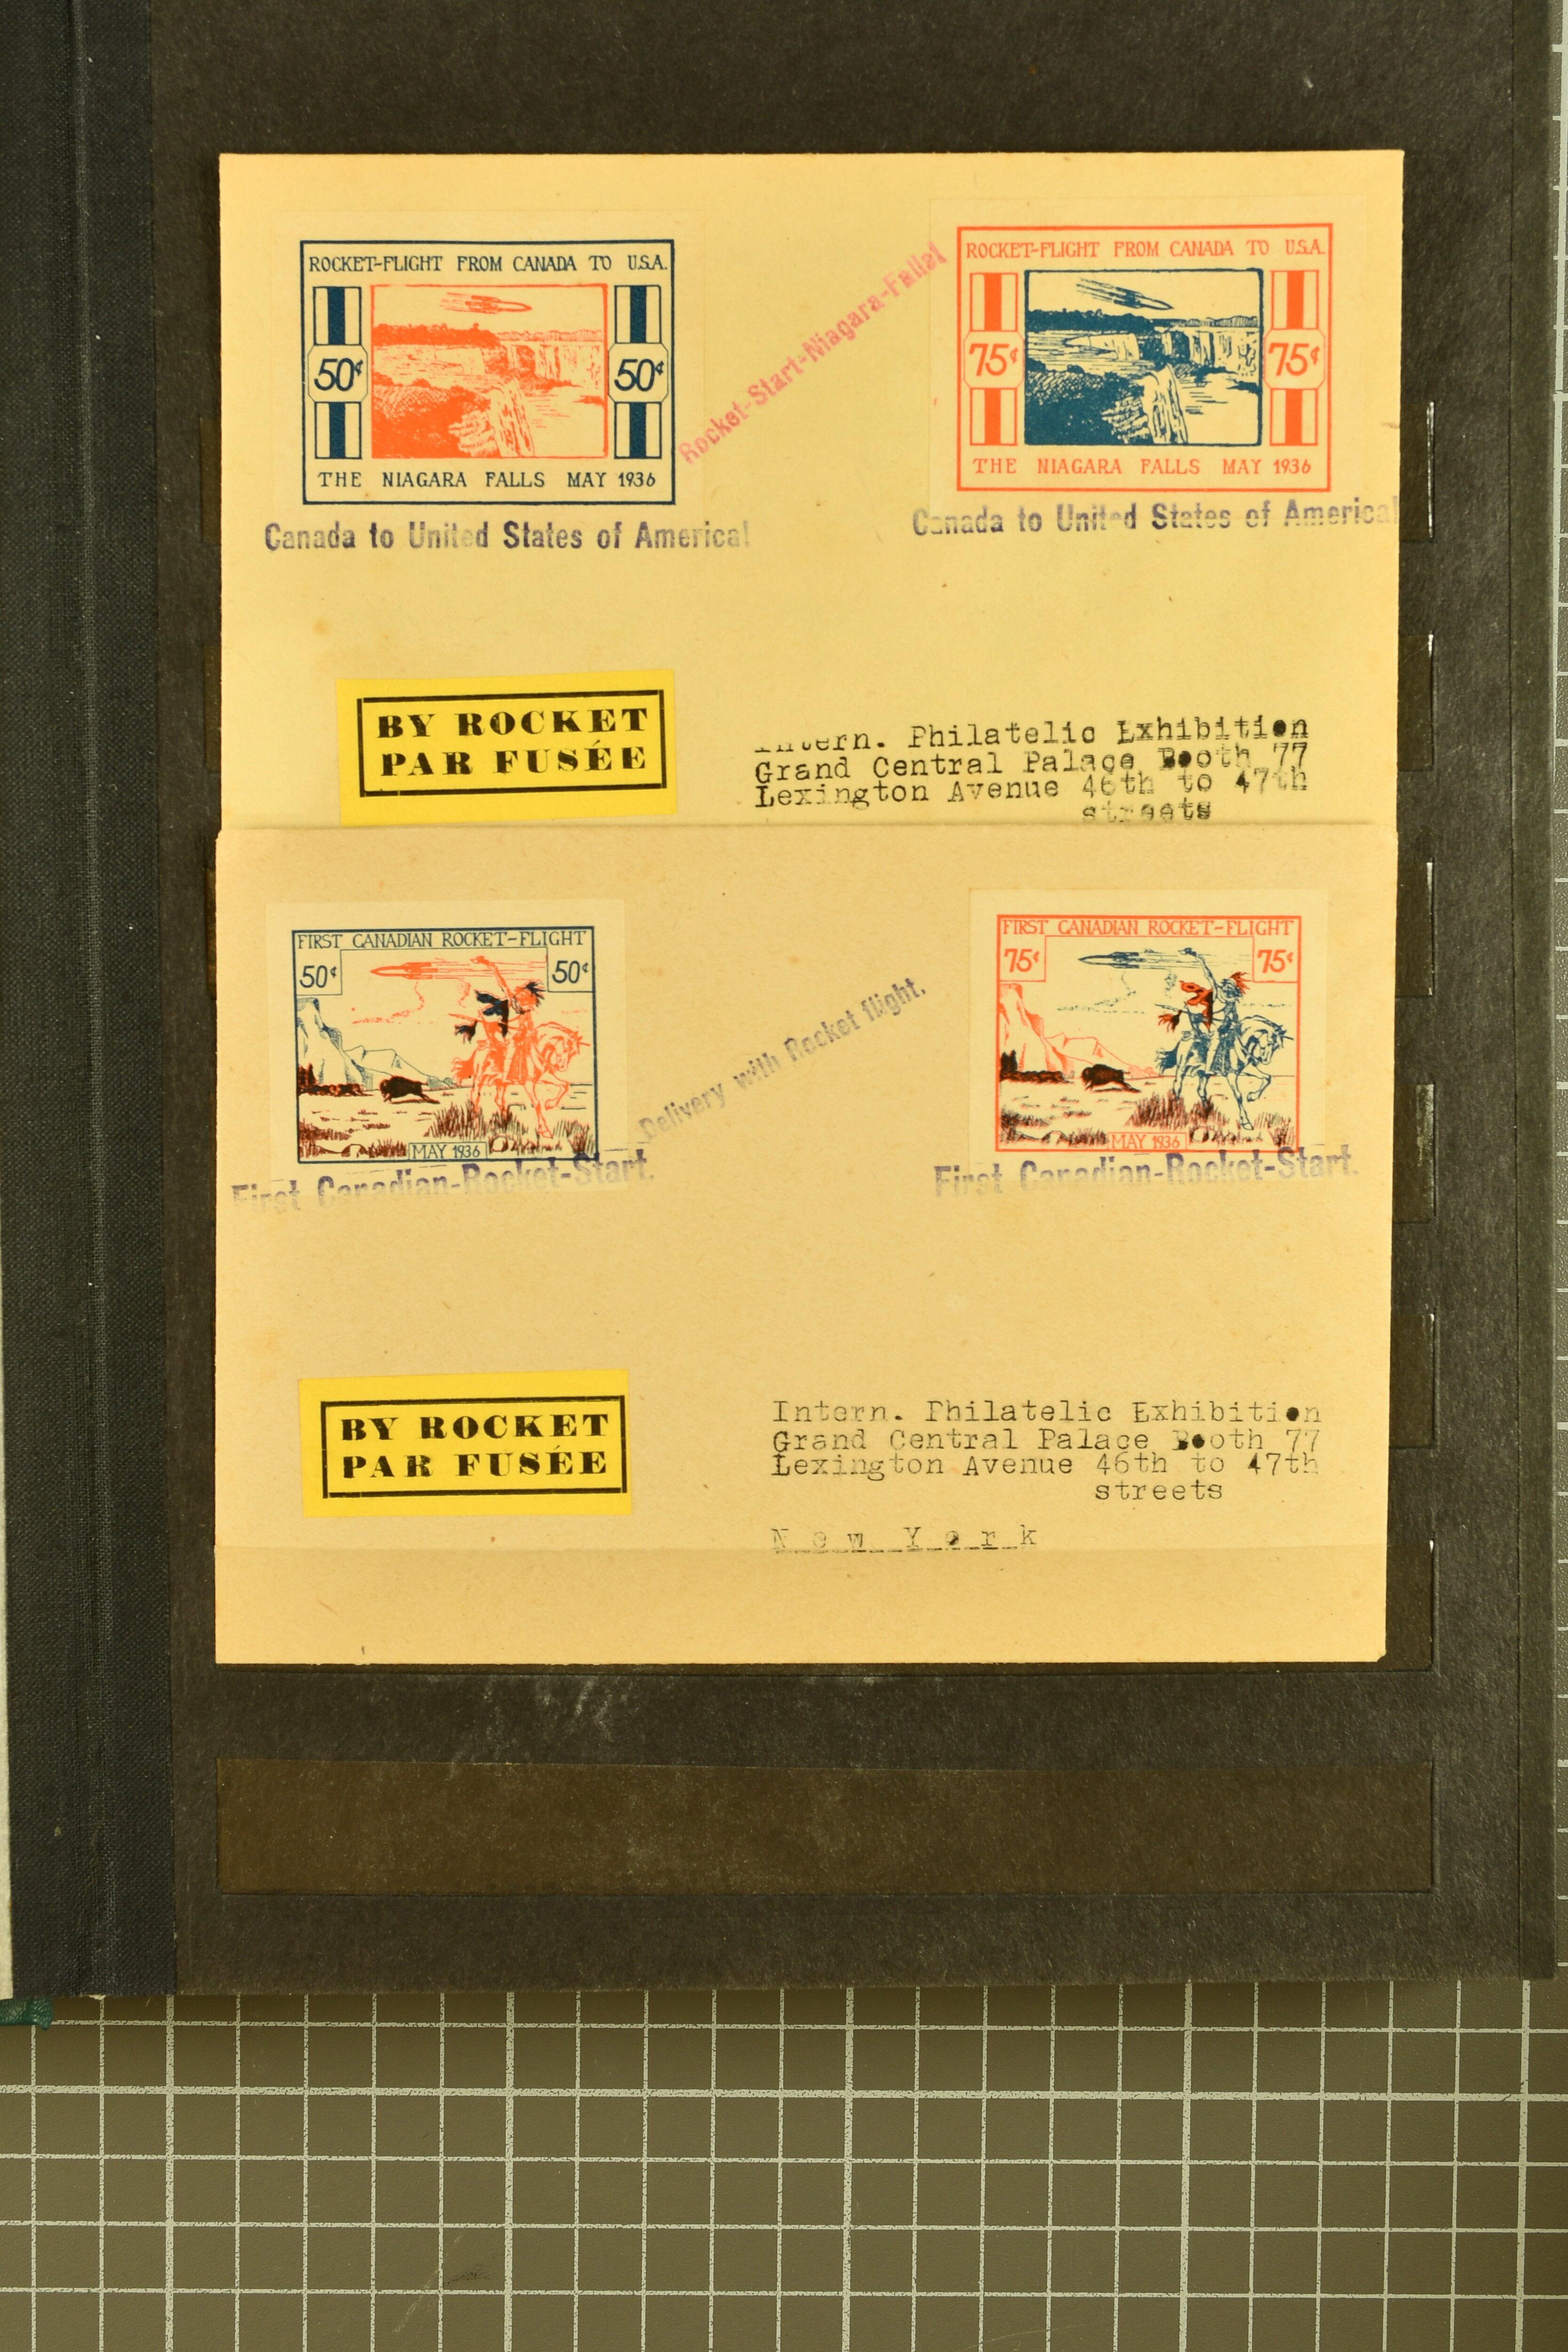 ROCKET-FLIGHT FROM CANADA TO U.S.A.
50¢ 50¢
THE NIAGARA FALLS MAY 1936
Rocket-Start-Niagara-Falls!
ROCKET-FLIGHT FROM CANADA TO U.S.A.
75¢ 75¢
THE NIAGARA FALLS MAY 1936
Canada to United States of America!
Canada to United States of America!
BY ROCKET
PAR FUSÉE
Intern. Philatelic Exhibition
Grand Central Palace Booth 77
Lexington Avenue 46th to 47th
streets
FIRST CANADIAN ROCKET-FLIGHT
50¢ 50¢
MAY 1936
Delivery with Rocket flight.
FIRST CANADIAN ROCKET-FLIGHT
75¢ 75¢
MAY 1936
First Canadian-Rocket-Start.
First Canadian-Rocket-Start.
BY ROCKET
PAR FUSÉE
Intern. Philatelic Exhibition
Grand Central Palace Booth 77
Lexington Avenue 46th to 47th
streets
New York